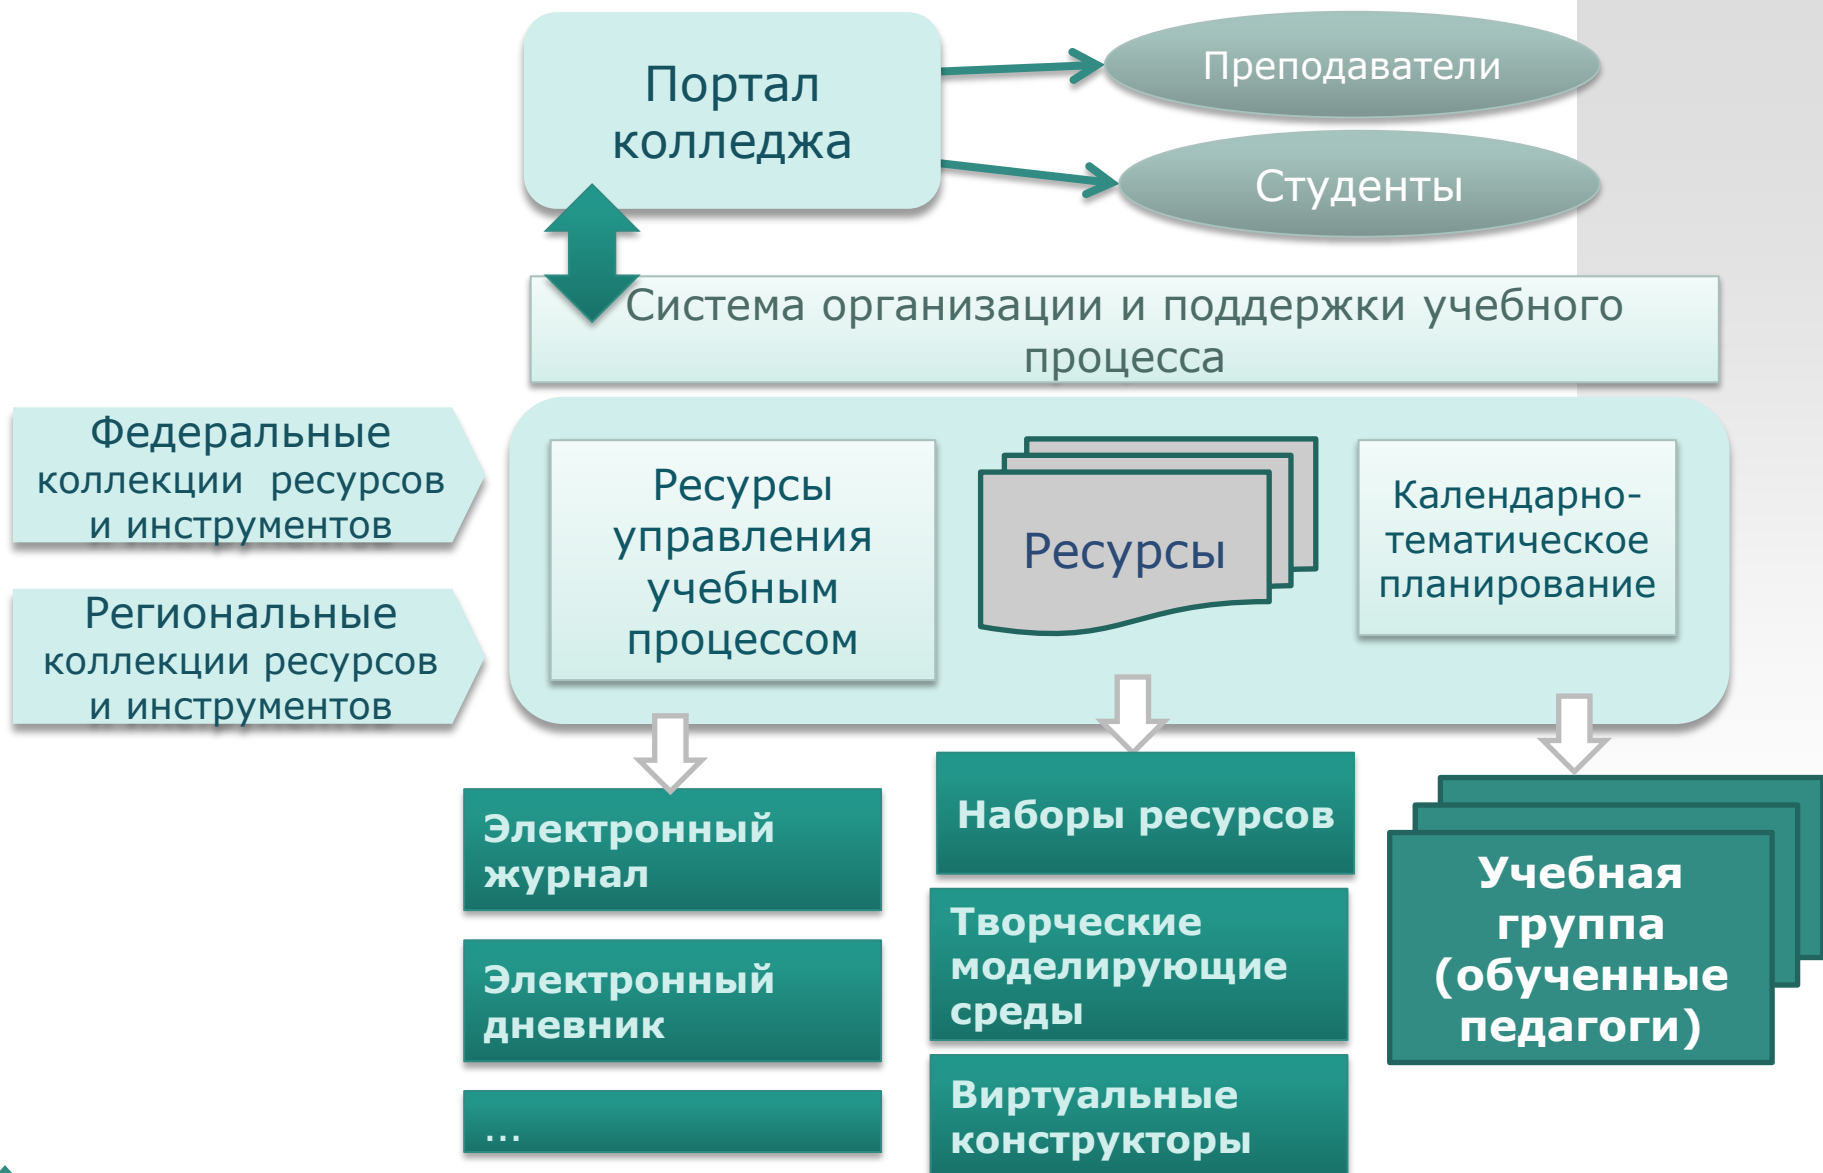 Портал
колледжа
Преподаватели
Студенты
Система организации и поддержки учебного
процесса
Федеральные
коллекции ресурсов
и инструментов
Региональные
коллекции ресурсов
и инструментов
Ресурсы
управления
учебным
процессом
Ресурсы
Календарно-
тематическое
планирование
Электронный
журнал
Электронный
дневник
...
Наборы ресурсов
Творческие
моделирующие
среды
Виртуальные
конструкторы
Учебная
группа
(обученные
педагоги)